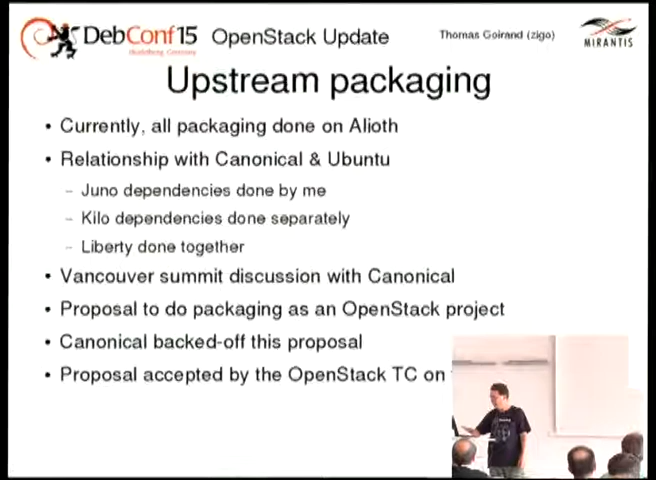 DebConf15 OpenStack Update Thomas Goirand (zigo) MIRANTIS
Heidelberg, Germany
Upstream packaging
• Currently, all packaging done on Alioth
• Relationship with Canonical & Ubuntu
– Juno dependencies done by me
– Kilo dependencies done separately
– Liberty done together
• Vancouver summit discussion with Canonical
• Proposal to do packaging as an OpenStack project
• Canonical backed-off this proposal
• Proposal accepted by the OpenStack TC on